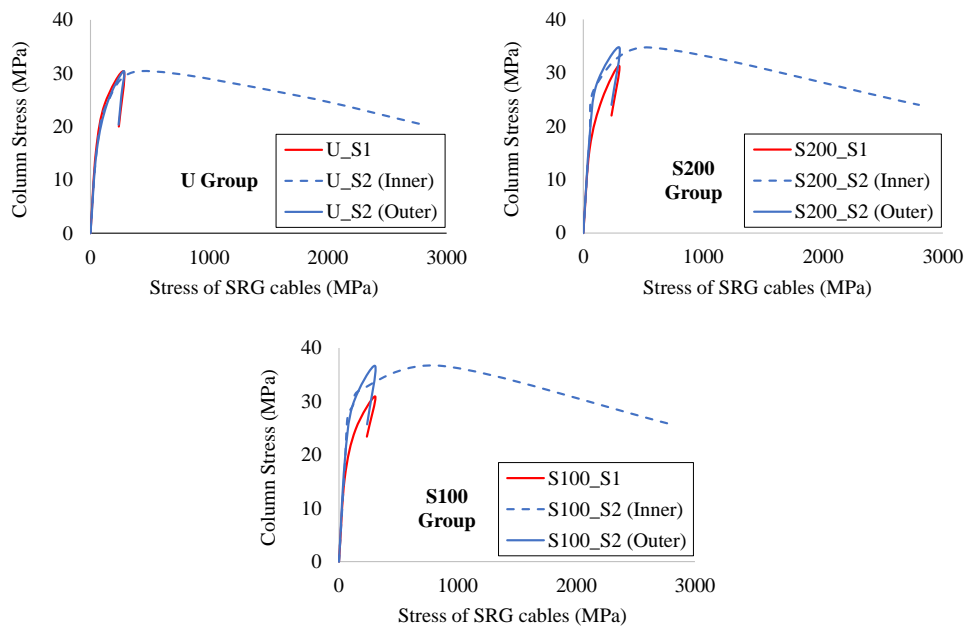 Column Stress (MPa)
40
30
20
10
0
U Group
U_S1
U_S2 (Inner)
U_S2 (Outer)
0 1000 2000 3000
Stress of SRG cables (MPa)
Column Stress (MPa)
40
30
20
10
0
S200
Group
S200_S1
S200_S2 (Inner)
S200_S2 (Outer)
0 1000 2000 3000
Stress of SRG cables (MPa)
Column Stress (MPa)
40
30
20
10
0
S100
Group
S100_S1
S100_S2 (Inner)
S100_S2 (Outer)
0 1000 2000 3000
Stress of SRG cables (MPa)